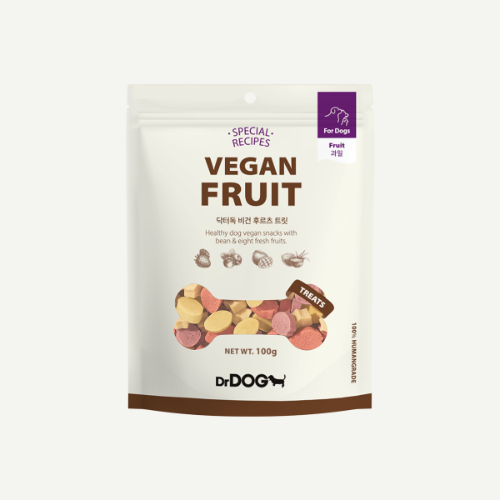 For Dogs
Fruit
과일
·SPECIAL·
RECIPES
VEGAN
FRUIT
닥터독 비건 후르츠 트릿
Healthy dog vegan snacks with
bean & eight fresh fruits.
TREATS
NET WT. 100g
100% HUMANGRADE
DrDOG